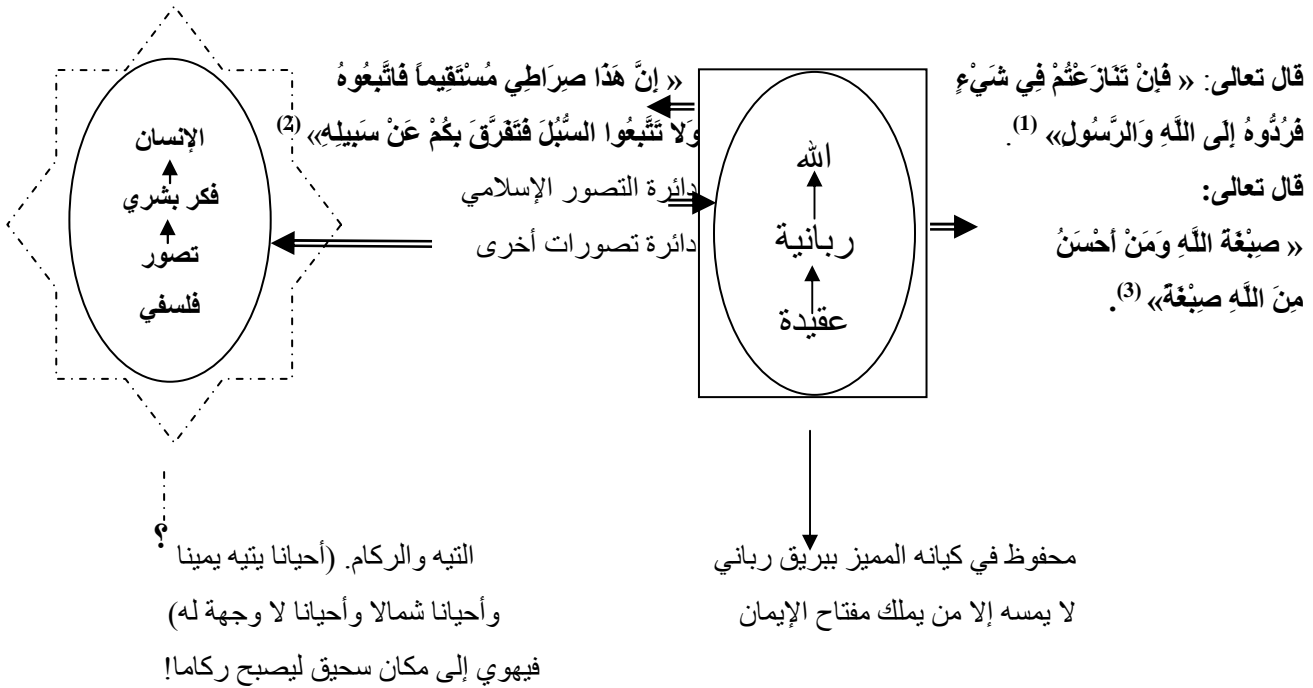 قال تعالى: « فَإِنْ تَنَازَعْتُمْ فِي شَيْءٍ
فَرُدُّوهُ إِلَى اللَّهِ وَالرَّسُولِ» (1).
قال تعالى:
« صِبْغَةَ اللَّهِ وَمَنْ أَحْسَنُ
مِنَ اللَّهِ صِبْغَةً» (3).
الله
ربانية
عقيدة
« إِنَّ هَذَا صِرَاطِي مُسْتَقِيماً فَاتَّبِعُوهُ
وَلا تَتَّبِعُوا السُّبُلَ فَتَفَرَّقَ بِكُمْ عَنْ سَبِيلِهِ» (2)
دائرة التصور الإسلامي
دائرة تصورات أخرى
الإنسان
فكر بشري
تصور
فلسفي
محفوظ في كيانه المميز ببريق رباني
لا يمسه إلا من يملك مفتاح الإيمان
؟
التيه والركام. (أحيانا يتيه يمينا
وأحيانا شمالا وأحيانا لا وجهة له)
فيهوي إلى مكان سحيق ليصبح ركاما!